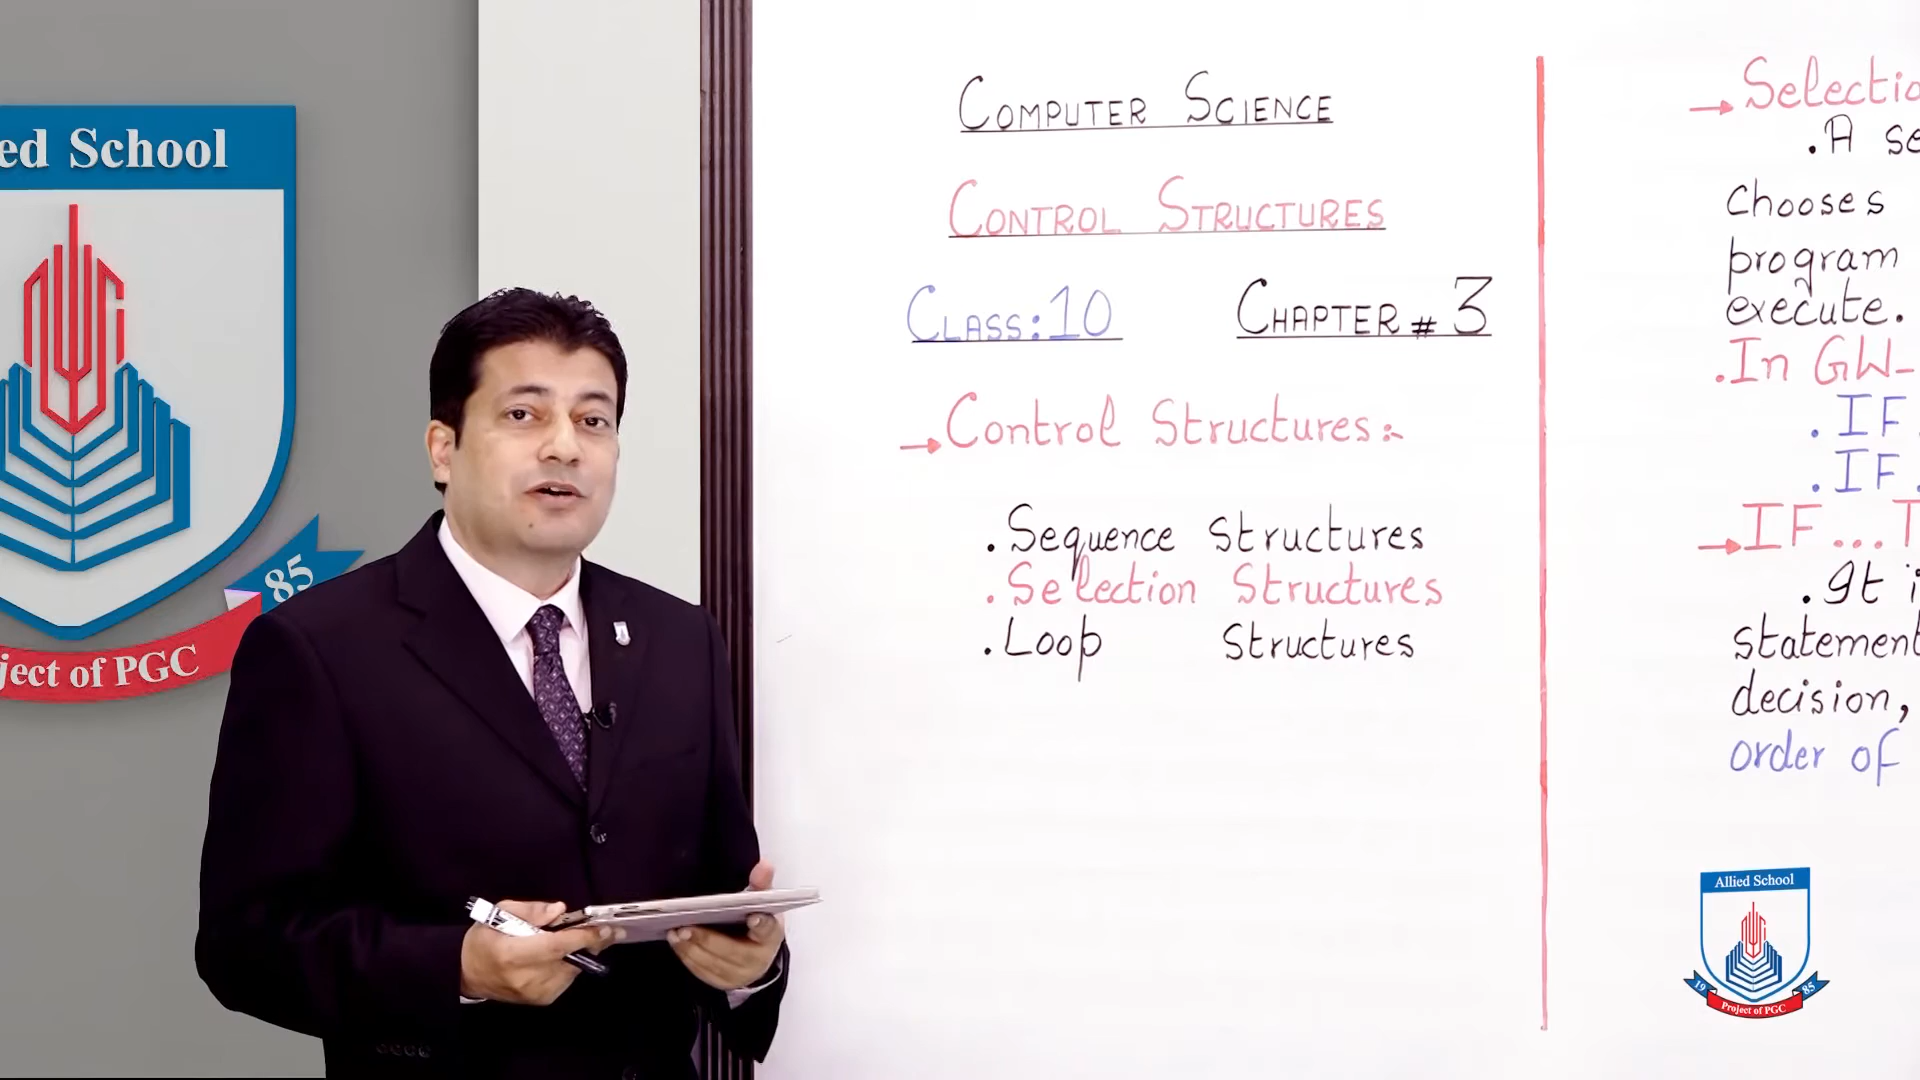 ed School
85
ject of PGC
COMPUTER SCIENCE
CONTROL STRUCTURES
CLASS:10 CHAPTER # 3
→Control Structures:-
.Sequence Structures
.Selection Structures
.Loop Structures
→Selectio
.A se
chooses
program
execute.
.In GW-
.IF .
.IF .
→IF ...T
.It i
statement
decision,
order of
Allied School
19 85
Project of PGC